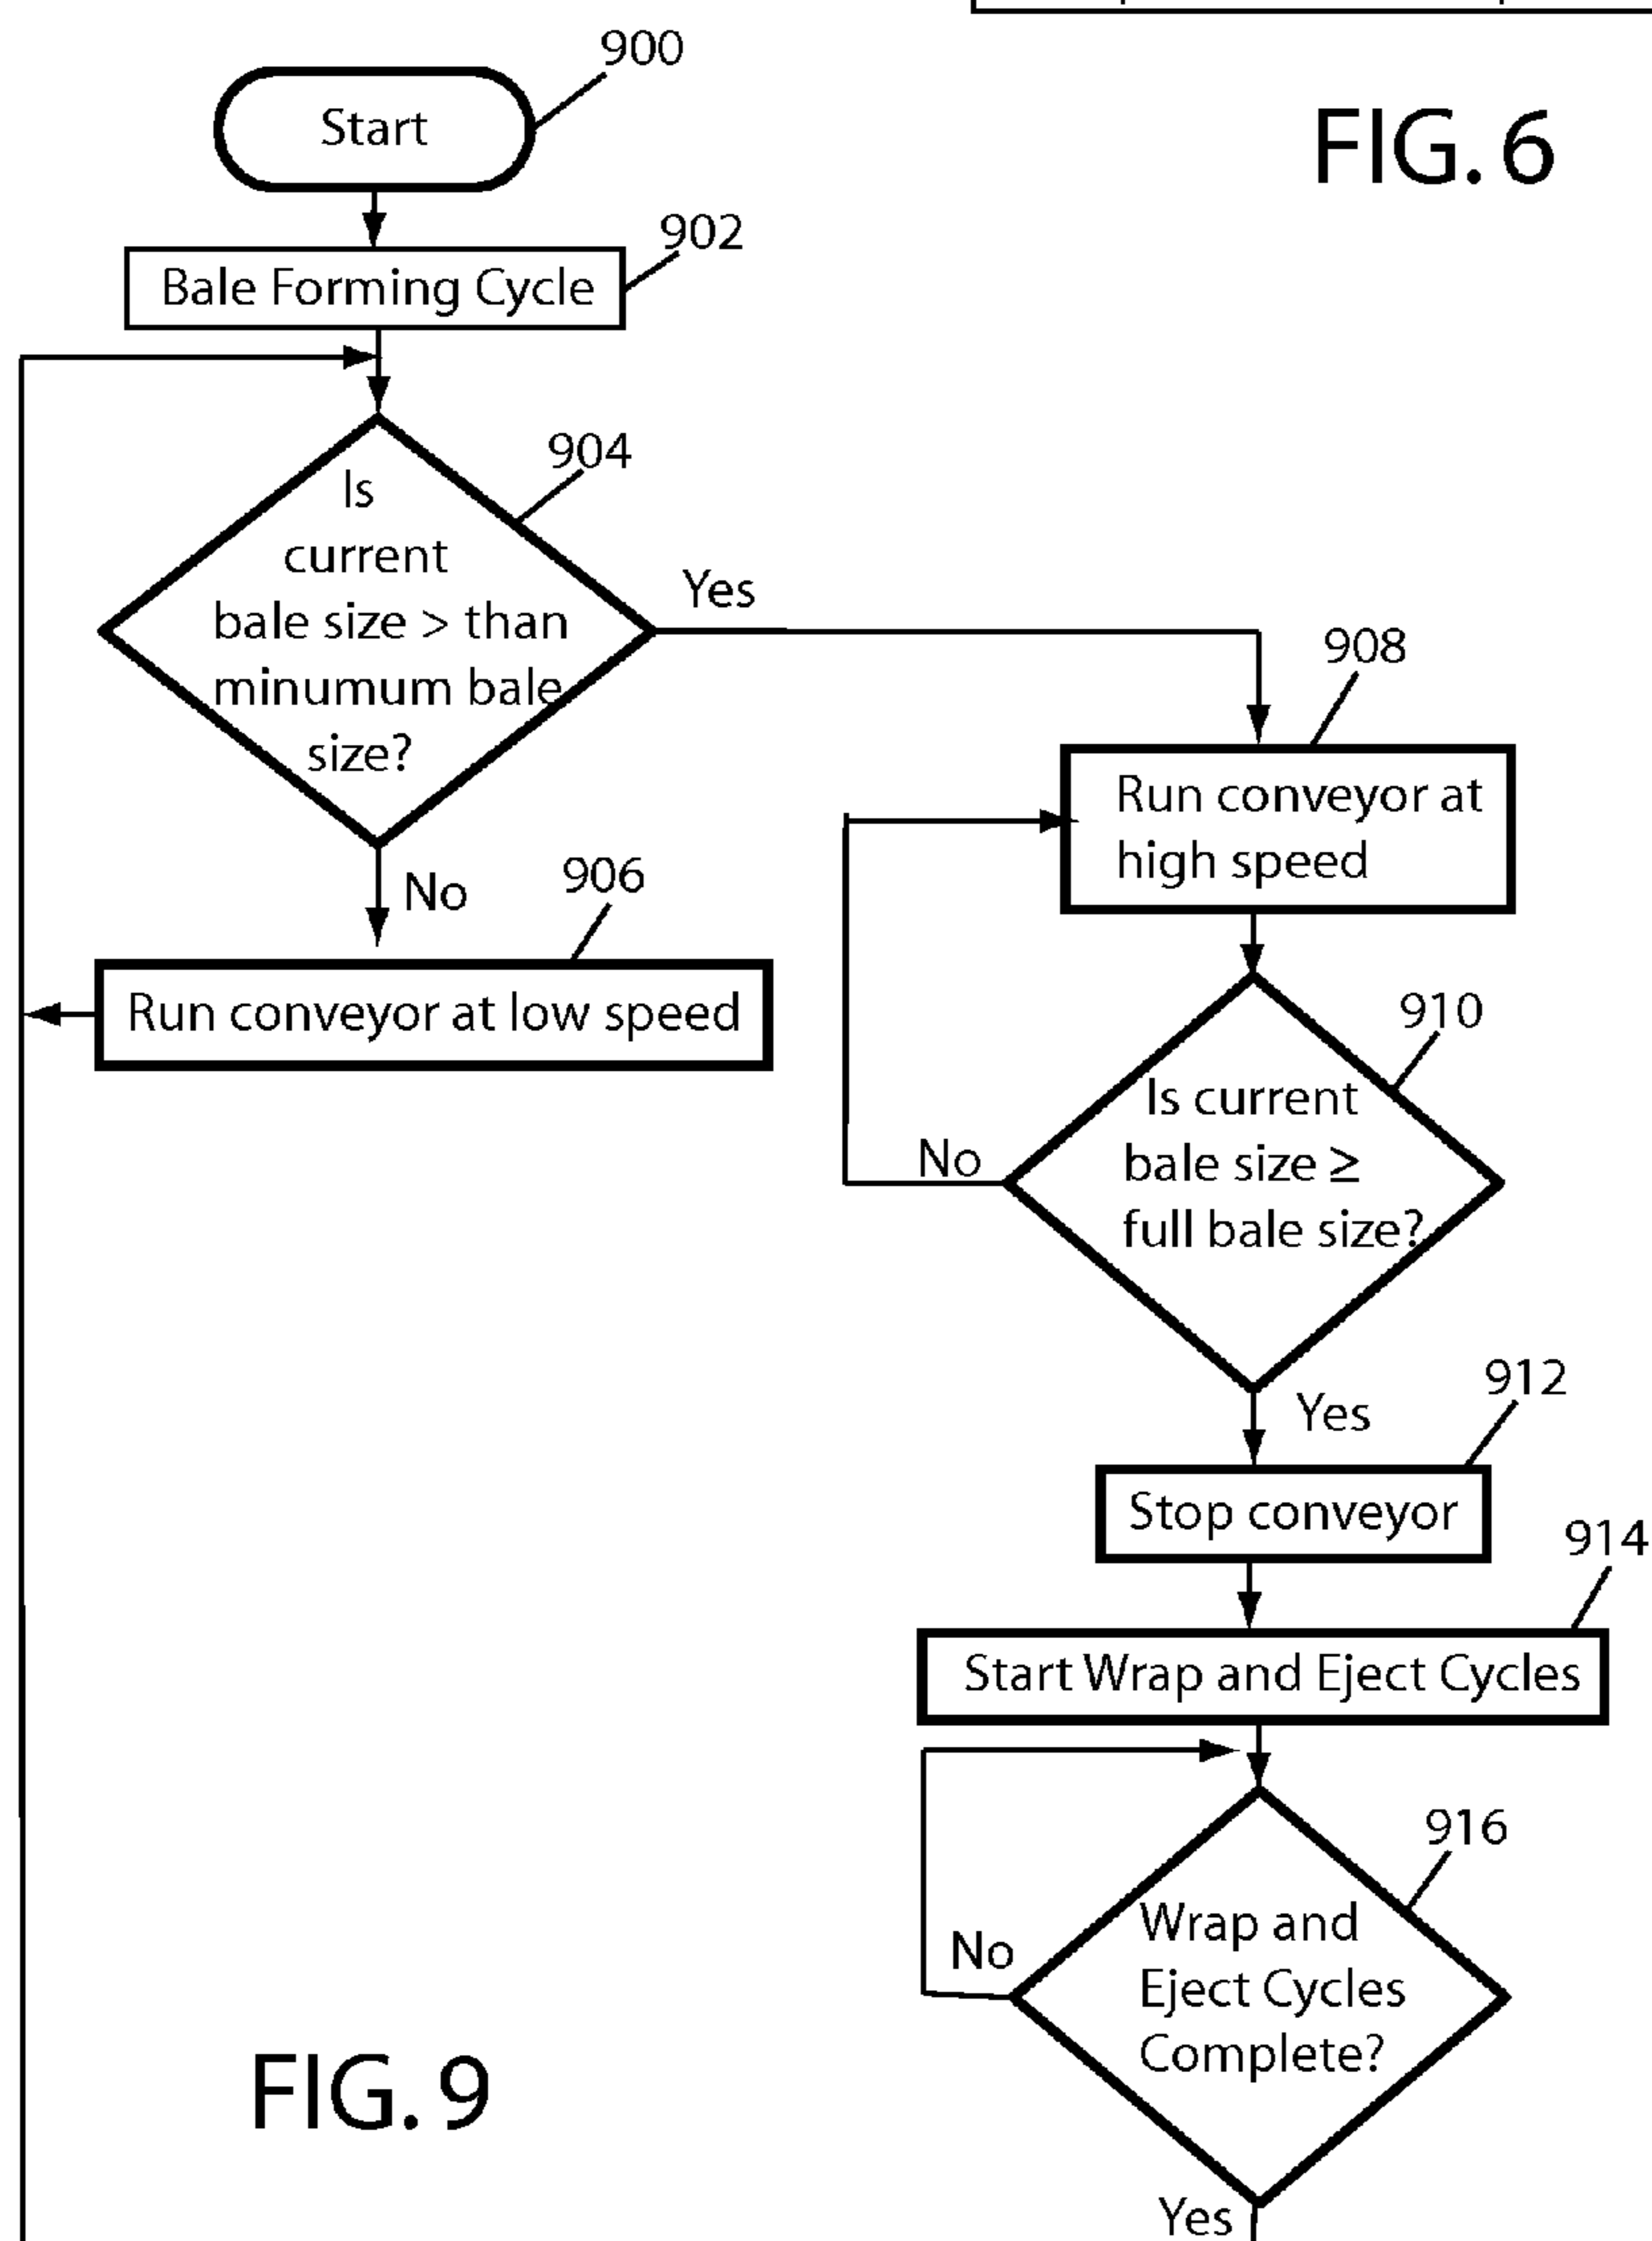 FIG. 6
900
Start
902
Bale Forming Cycle
904
Is
current
bale size > than
minumum bale
size?
Yes
No
906
Run conveyor at low speed
908
Run conveyor at
high speed
910
Is current
bale size ≥
full bale size?
No
Yes
912
Stop conveyor
914
Start Wrap and Eject Cycles
916
Wrap and
Eject Cycles
Complete?
No
Yes
FIG. 9